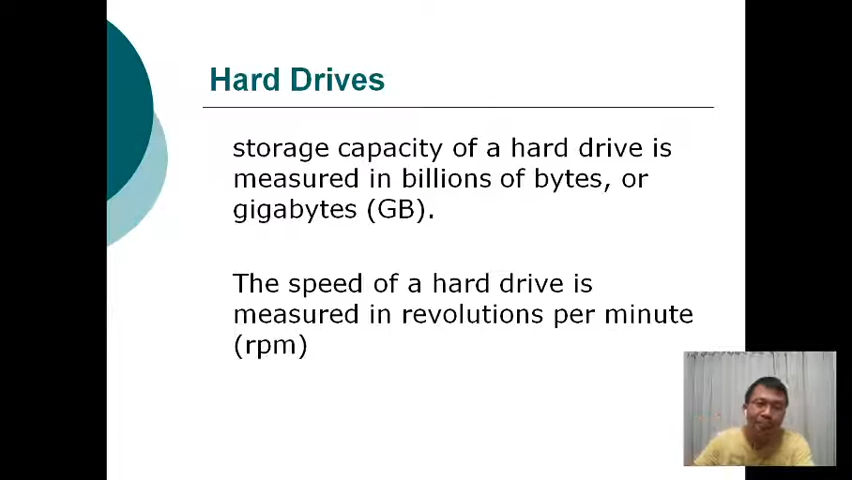 Hard Drives
storage capacity of a hard drive is
measured in billions of bytes, or
gigabytes (GB).
The speed of a hard drive is
measured in revolutions per minute
(rpm)